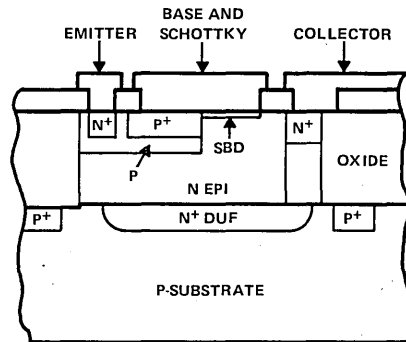 BASE AND
EMITTER SCHOTTKY COLLECTOR
N+ P+ N+
SBD
OXIDE
P
N EPI
P+ N+ DUF P+
P-SUBSTRATE